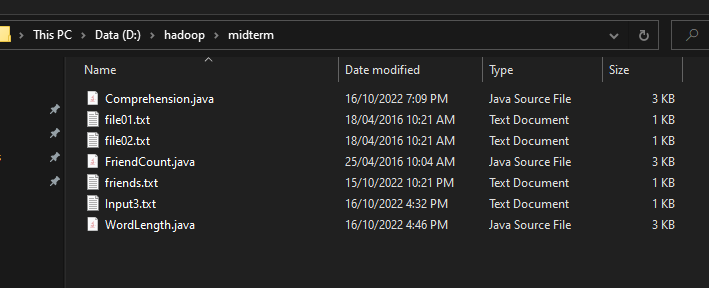 This PC > Data (D:) > hadoop > midterm
Name Date modified Type Size
Comprehension.java 16/10/2022 7:09 PM Java Source File 3 KB
file01.txt 18/04/2016 10:21 AM Text Document 1 KB
file02.txt 18/04/2016 10:21 AM Text Document 1 KB
FriendCount.java 25/04/2016 10:04 AM Java Source File 3 KB
friends.txt 15/10/2022 10:21 PM Text Document 1 KB
Input3.txt 16/10/2022 4:32 PM Text Document 1 KB
WordLength.java 16/10/2022 4:46 PM Java Source File 3 KB